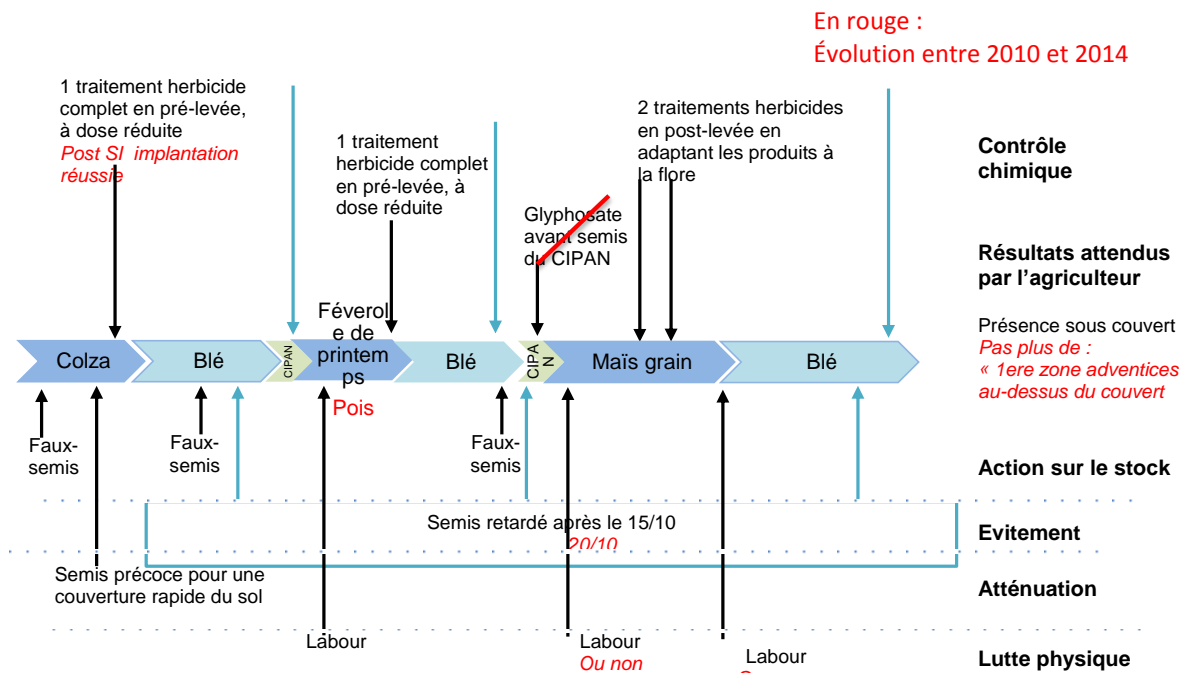 En rouge :
Évolution entre 2010 et 2014
1 traitement herbicide
complet en pré-levée,
à dose réduite
Post SI implantation
réussie
1 traitement
herbicide complet
en pré-levée, à
dose réduite
2 traitements herbicides
en post-levée en
adaptant les produits à
la flore
Glyphosate
avant semis
du CIPAN
Contrôle
chimique
Résultats attendus
par l’agriculteur
Présence sous couvert
Pas plus de :
« 1ere zone adventices
au-dessus du couvert
Colza
Blé
CIPAN
Féverol
e de
printem
ps
Pois
Blé
CIPA
N
Maïs grain
Blé
Faux-
semis
Faux-
semis
Faux-
semis
Action sur le stock
Semis retardé après le 15/10
20/10
Evitement
Semis précoce pour une
couverture rapide du sol
Atténuation
Labour
Labour
Ou non
Labour
Lutte physique